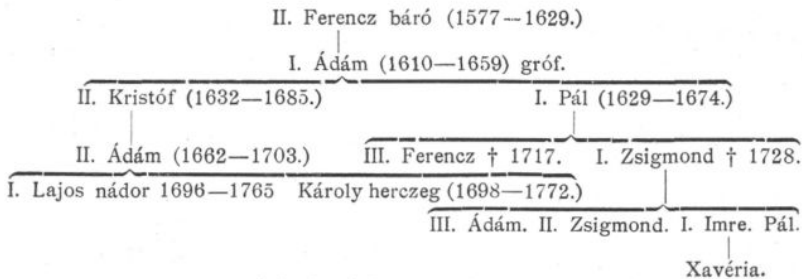 II. Ferencz báró (1577—1629.)
I. Ádám (1610—1659) gróf.
II. Kristóf (1632—1685.) I. Pál (1629—1674.)
II. Ádám (1662—1703.) III. Ferencz † 1717. I. Zsigmond † 1728.
I. Lajos nádor 1696—1765 Károly herczeg (1698—1772.)
III. Ádám. II. Zsigmond. I. Imre. Pál.
Xavéria.